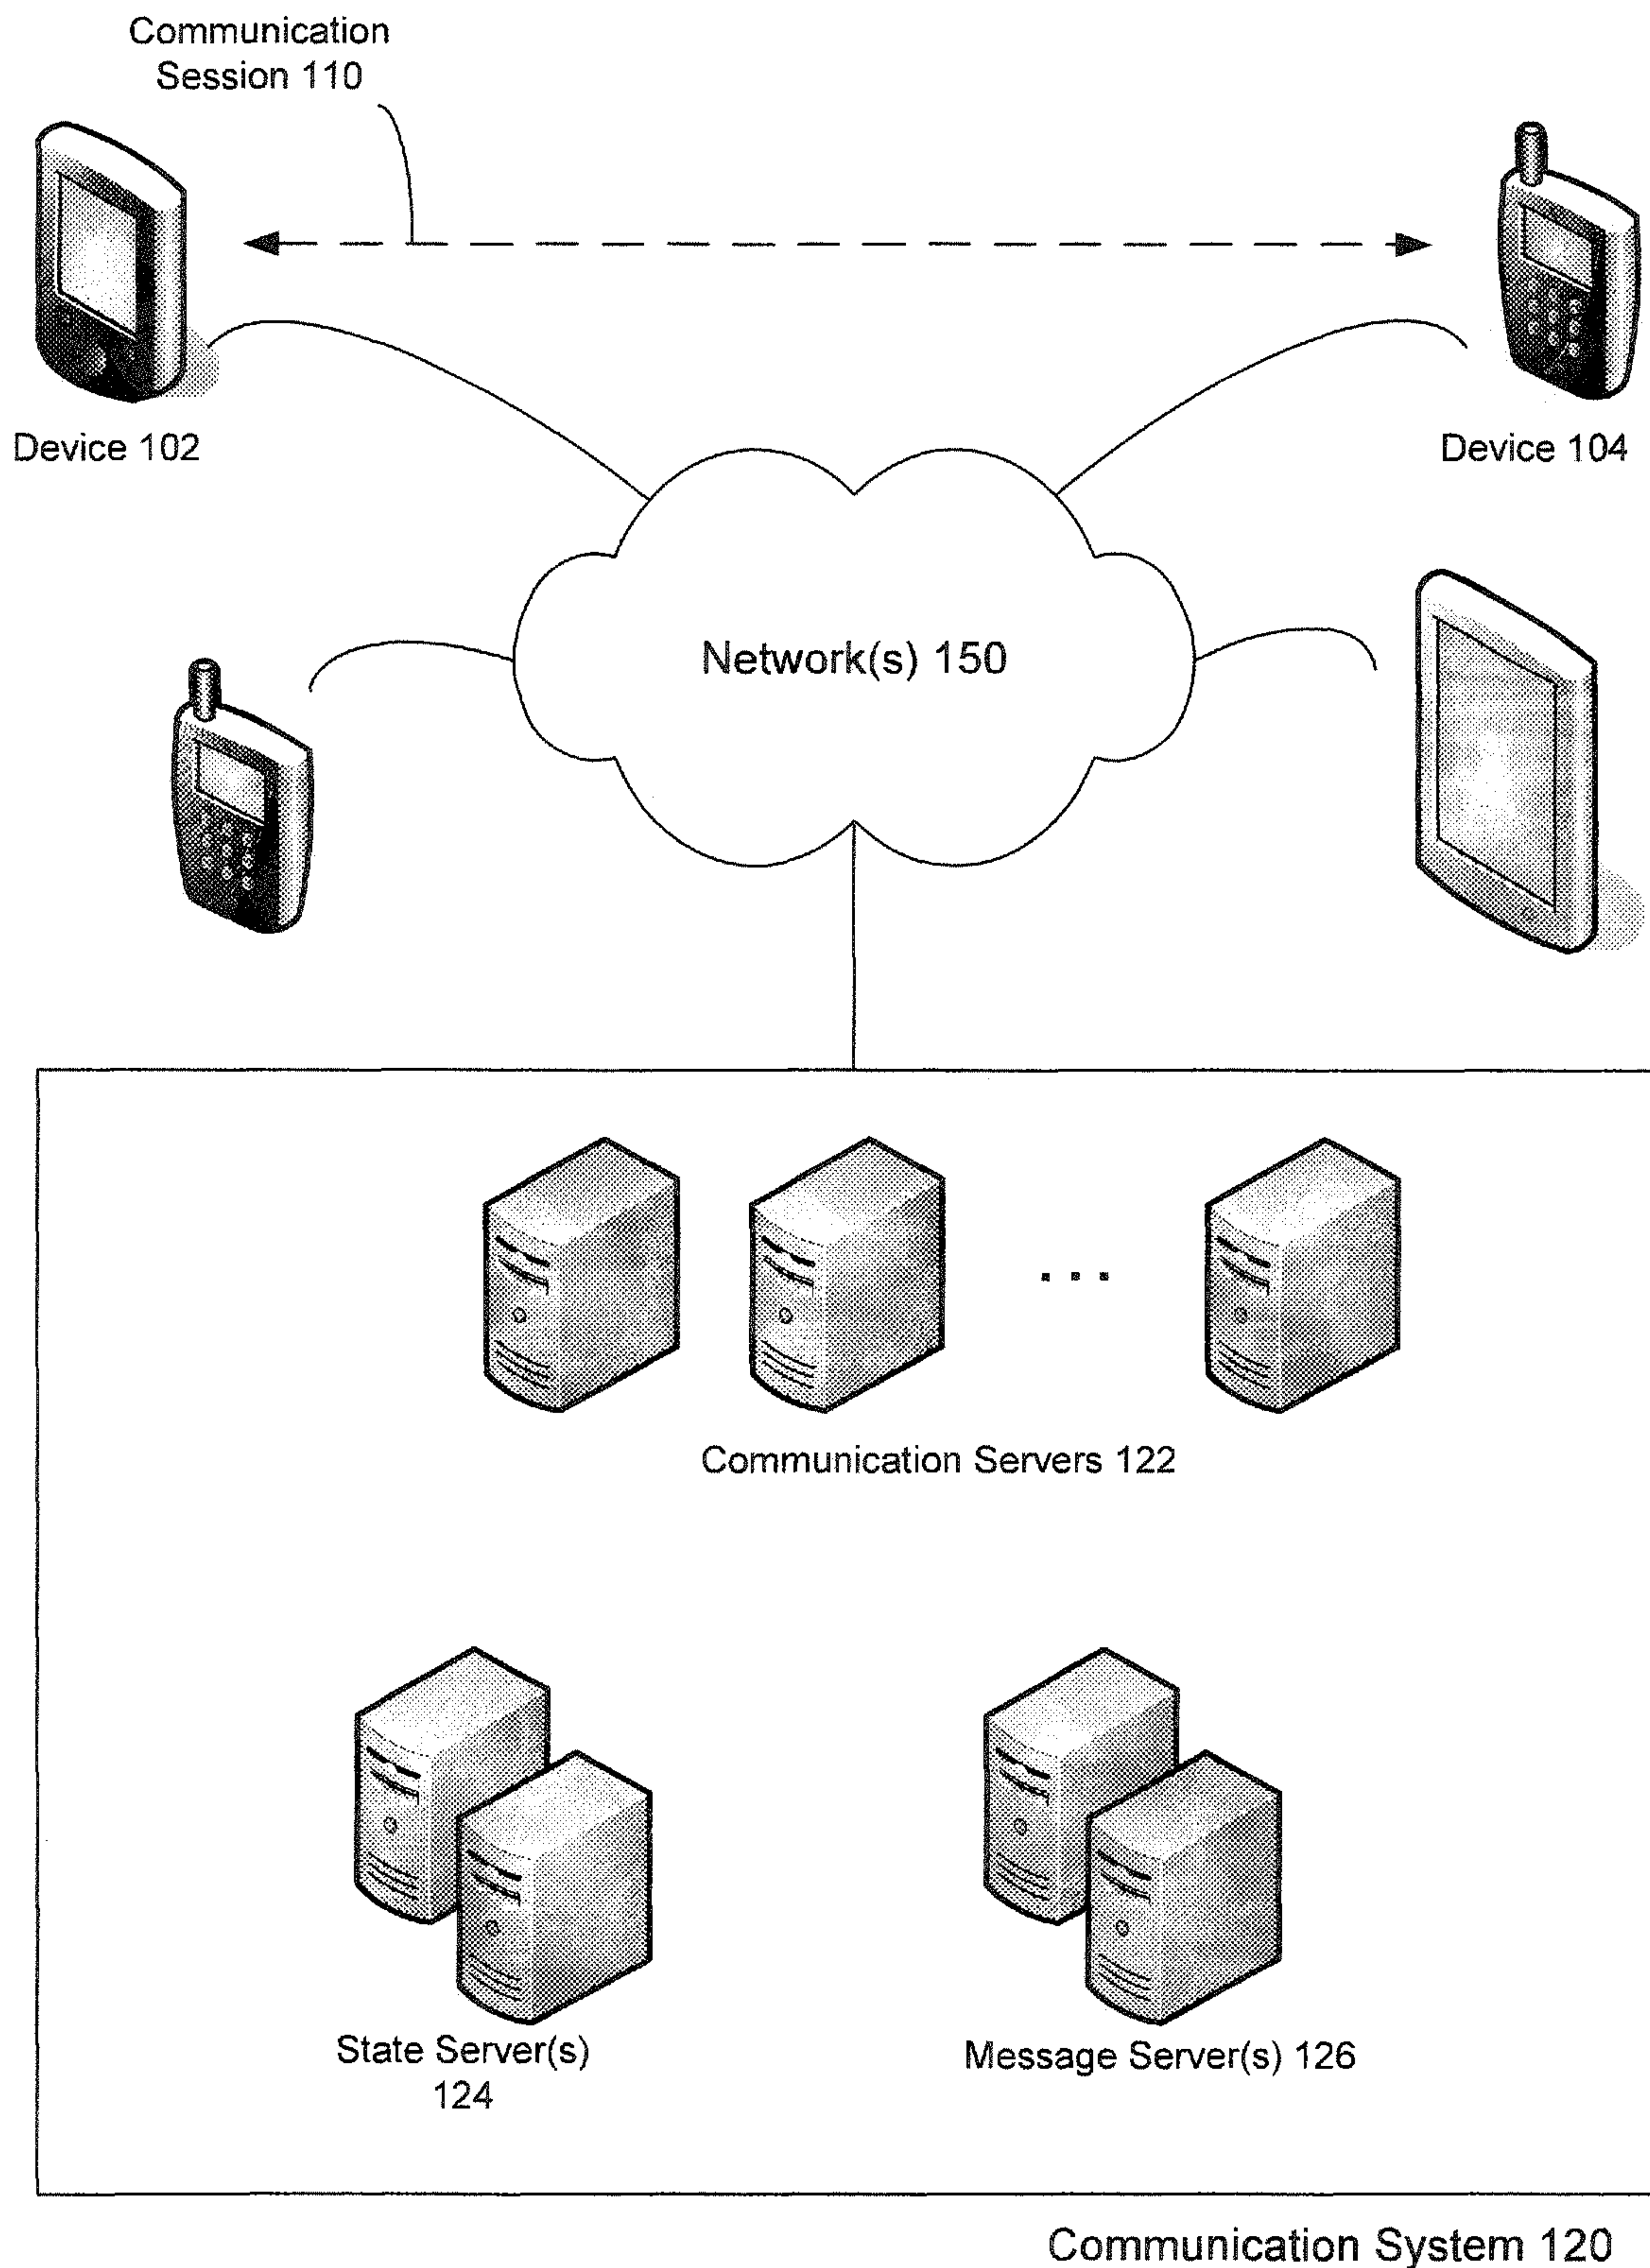 Communication
Session 110
Device 102
Device 104
Network(s) 150
Communication Servers 122
State Server(s)
124
Message Server(s) 126
Communication System 120